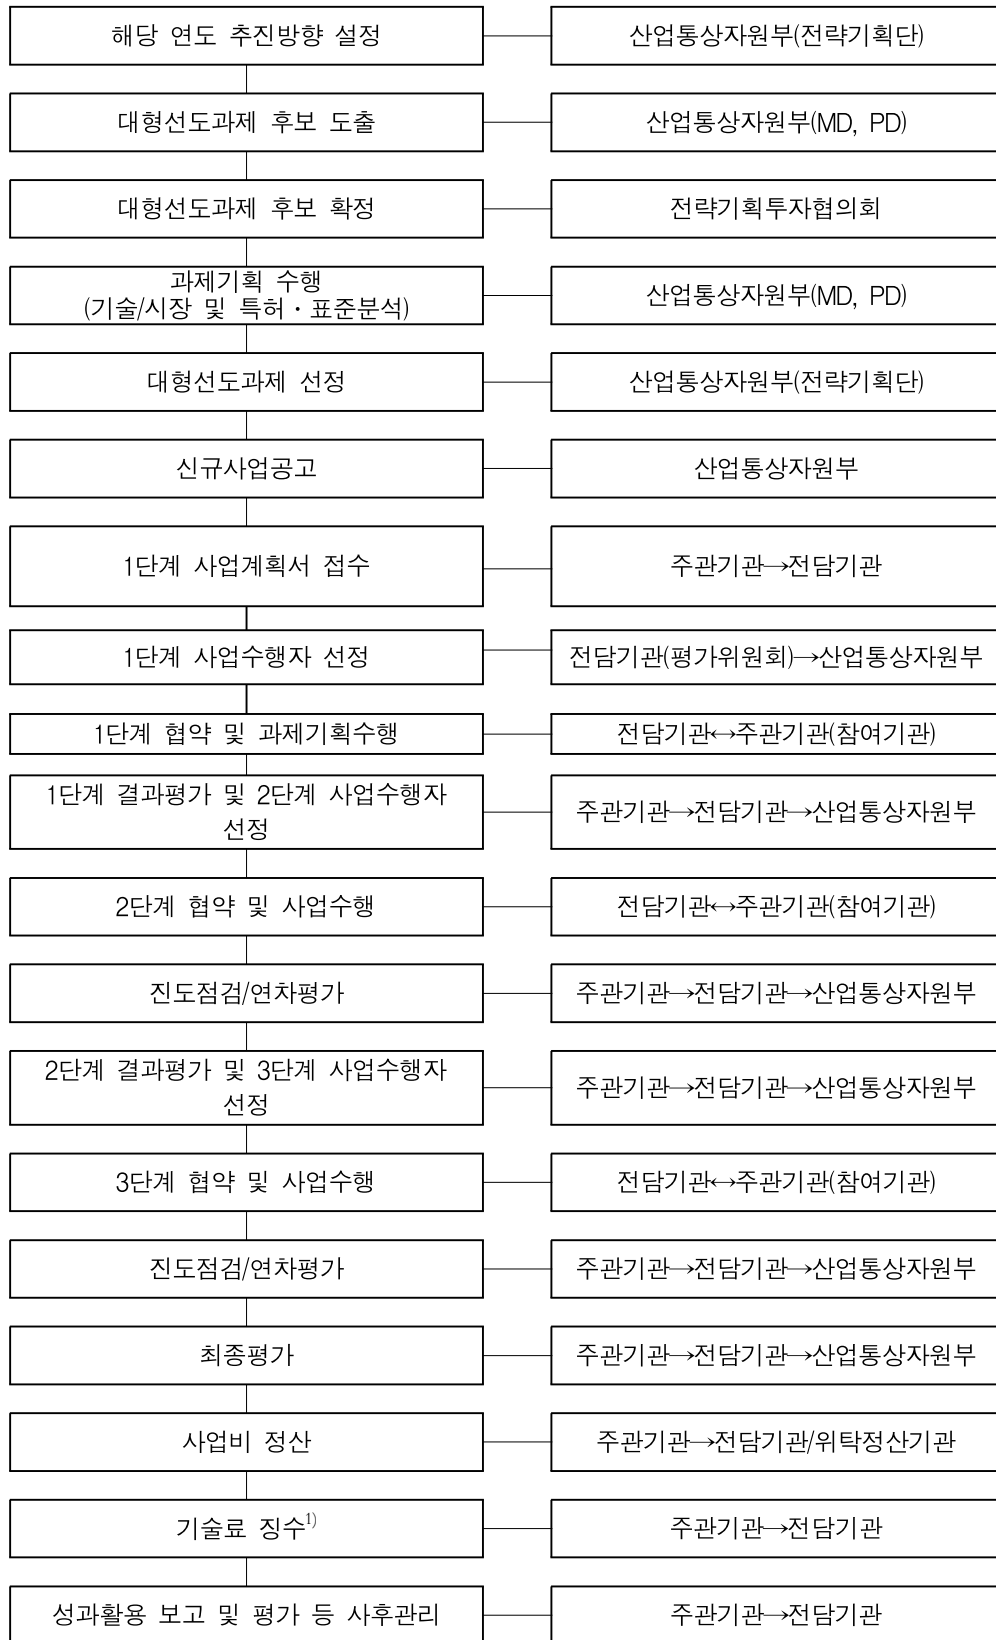 해당 연도 추진방향 설정
산업통상자원부(전략기획단)
대형선도과제 후보 도출
산업통상자원부(MD, PD)
대형선도과제 후보 확정
전략기획투자협의회
과제기획 수행
(기술/시장 및 특허・표준분석)
산업통상자원부(MD, PD)
대형선도과제 선정
산업통상자원부(전략기획단)
신규사업공고
산업통상자원부
1단계 사업계획서 접수
주관기관→전담기관
1단계 사업수행자 선정
전담기관(평가위원회)→산업통상자원부
1단계 협약 및 과제기획수행
전담기관↔주관기관(참여기관)
1단계 결과평가 및 2단계 사업수행자
선정
주관기관→전담기관→산업통상자원부
2단계 협약 및 사업수행
전담기관↔주관기관(참여기관)
진도점검/연차평가
주관기관→전담기관→산업통상자원부
2단계 결과평가 및 3단계 사업수행자
선정
주관기관→전담기관→산업통상자원부
3단계 협약 및 사업수행
전담기관↔주관기관(참여기관)
진도점검/연차평가
주관기관→전담기관→산업통상자원부
최종평가
주관기관→전담기관→산업통상자원부
사업비 정산
주관기관→전담기관/위탁정산기관
기술료 징수1)
주관기관→전담기관
성과활용 보고 및 평가 등 사후관리
주관기관→전담기관